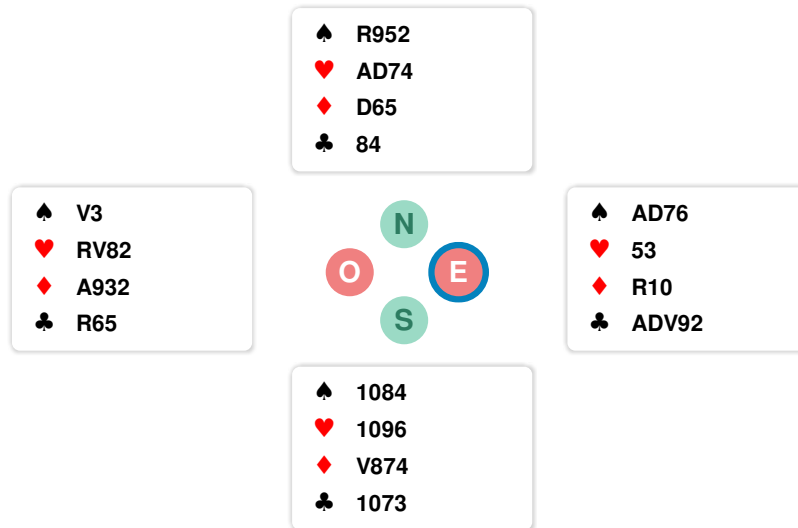 ♠ R952
♥ AD74
♦ D65
♣ 84
♠ V3
♥ RV82
♦ A932
♣ R65
N
O
E
S
♠ AD76
♥ 53
♦ R10
♣ ADV92
♠ 1084
♥ 1096
♦ V874
♣ 1073